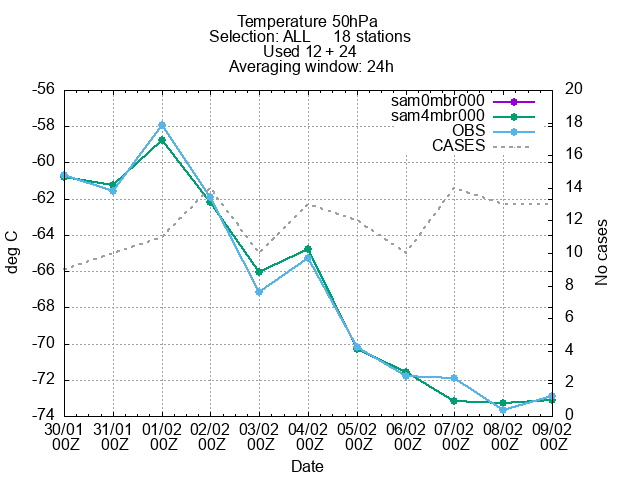 Temperature 50hPa
Selection: ALL 18 stations
Used 12 + 24
Averaging window: 24h
sam0mbr000
sam4mbr000
OBS
CASES
-56
-58
-60
-62
-64
-66
-68
-70
-72
-74
deg C
20
18
16
14
12
10
8
6
4
2
0
No cases
30/01 31/01 01/02 02/02 03/02 04/02 05/02 06/02 07/02 08/02 09/02
00Z 00Z 00Z 00Z 00Z 00Z 00Z 00Z 00Z 00Z 00Z
Date